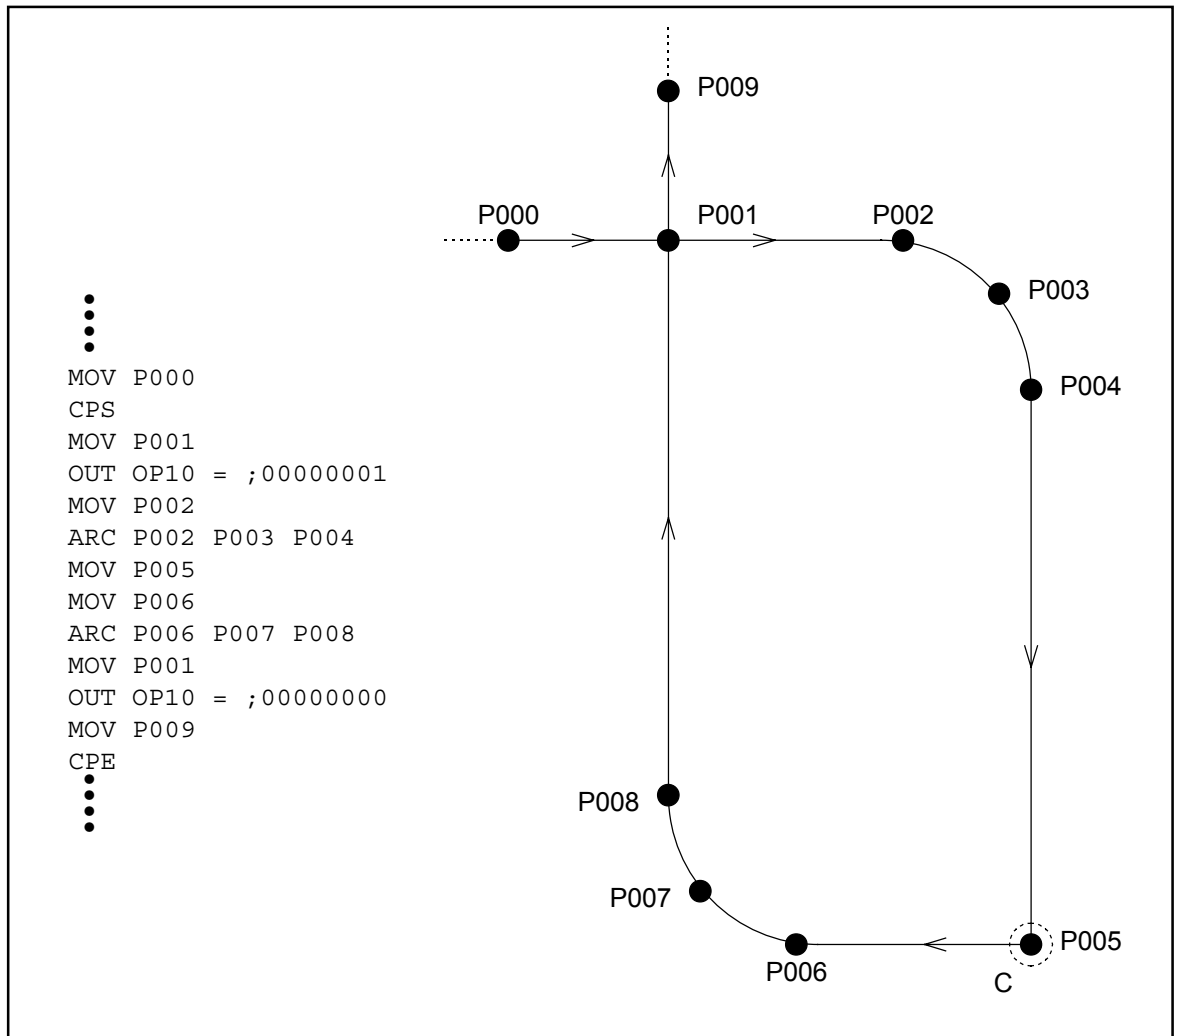 P009
P000
P001
P002
P003
P004
MOV P000
CPS
MOV P001
OUT OP10 = ;00000001
MOV P002
ARC P002 P003 P004
MOV P005
MOV P006
ARC P006 P007 P008
MOV P001
OUT OP10 = ;00000000
MOV P009
CPE
P008
P007
P006
P005
C